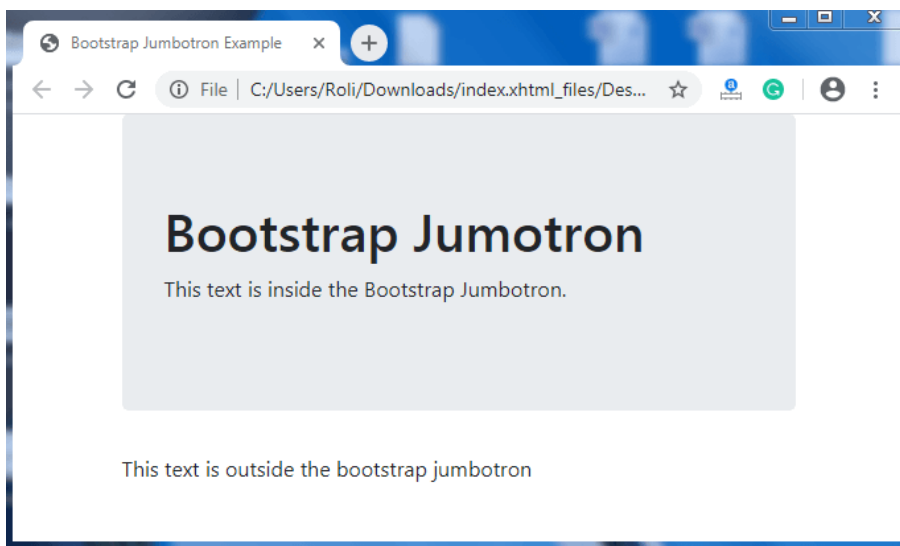 Bootstrap Jumbotron Example
File | C:/Users/Roli/Downloads/index.xhtml_files/Des...
Bootstrap Jumotron
This text is inside the Bootstrap Jumbotron.
This text is outside the bootstrap jumbotron